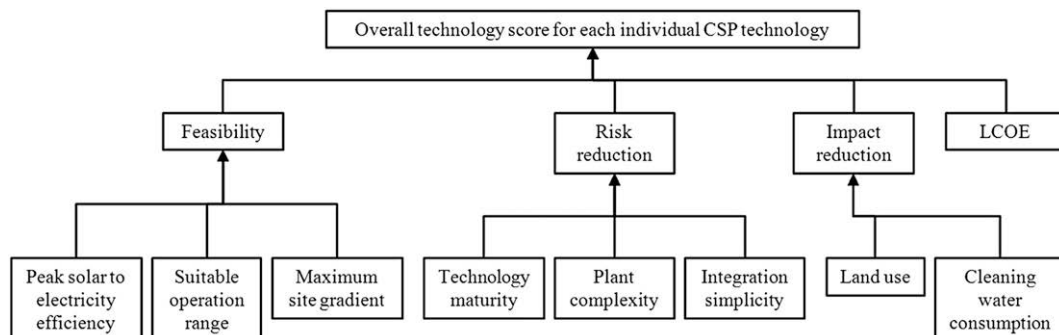 Overall technology score for each individual CSP technology
Feasibility
Risk
reduction
Impact
reduction
LCOE
Peak solar to
electricity
efficiency
Suitable
operation
range
Maximum
site gradient
Technology
maturity
Plant
complexity
Integration
simplicity
Land use
Cleaning
water
consumption